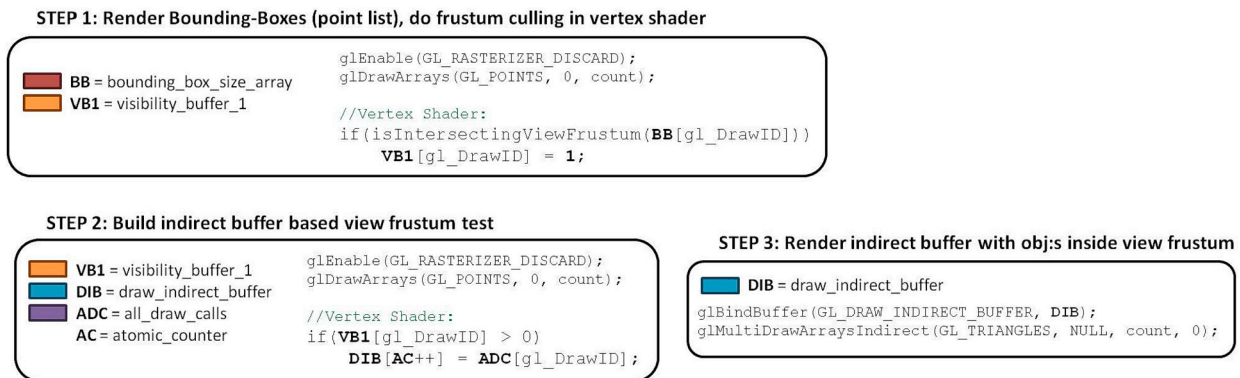 STEP 1: Render Bounding-Boxes (point list), do frustum culling in vertex shader
BB = bounding_box_size_array
VB1 = visibility_buffer_1
glEnable(GL_RASTERIZER_DISCARD);
glDrawArrays(GL_POINTS, 0, count);
//Vertex Shader:
if(isIntersectingViewFrustum(BB[gl_DrawID]))
VB1[gl_DrawID] = 1;
STEP 2: Build indirect buffer based view frustum test
VB1 = visibility_buffer_1
DIB = draw_indirect_buffer
ADC = all_draw_calls
AC = atomic_counter
glEnable(GL_RASTERIZER_DISCARD);
glDrawArrays(GL_POINTS, 0, count);
//Vertex Shader:
if(VB1[gl_DrawID] > 0)
DIB[AC++] = ADC[gl_DrawID];
STEP 3: Render indirect buffer with obj:s inside view frustum
DIB = draw_indirect_buffer
glBindBuffer(GL_DRAW_INDIRECT_BUFFER, DIB);
glMultiDrawArraysIndirect(GL_TRIANGLES, NULL, count, 0);